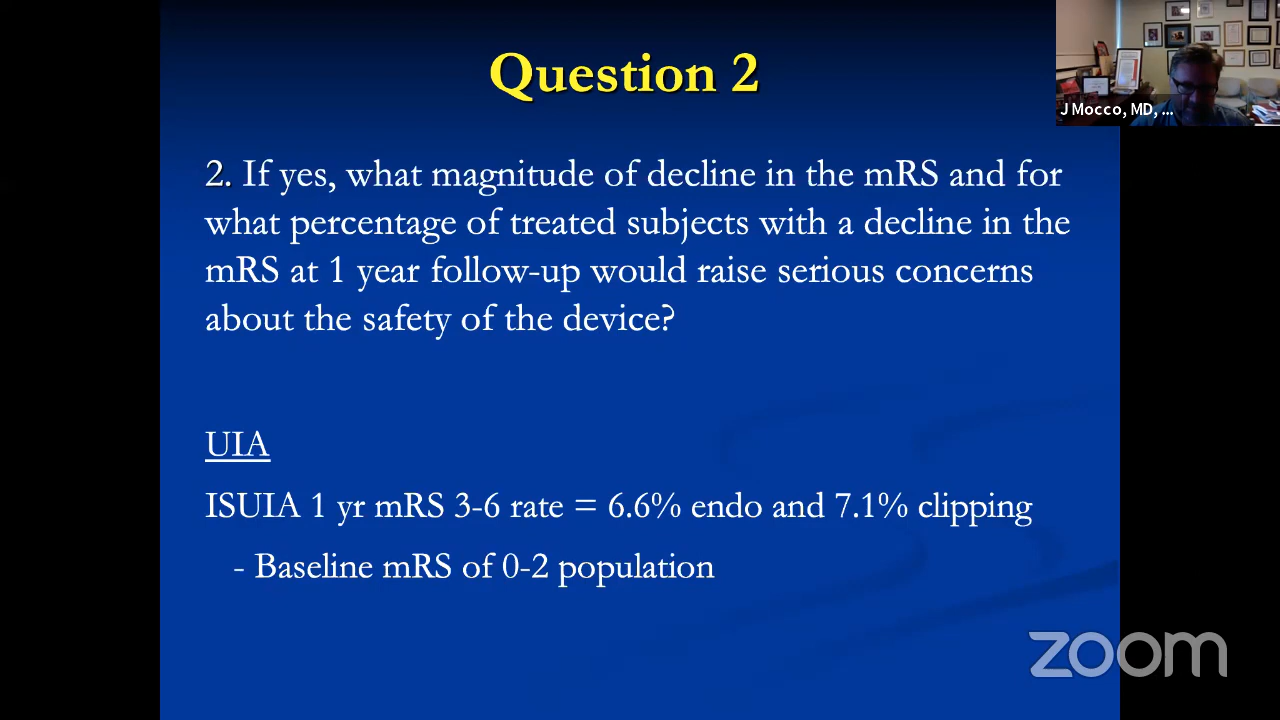 Question 2
J Mocco, MD, ...
2. If yes, what magnitude of decline in the mRS and for
what percentage of treated subjects with a decline in the
mRS at 1 year follow-up would raise serious concerns
about the safety of the device?
UIA
ISUIA 1 yr mRS 3-6 rate = 6.6% endo and 7.1% clipping
- Baseline mRS of 0-2 population
zoom